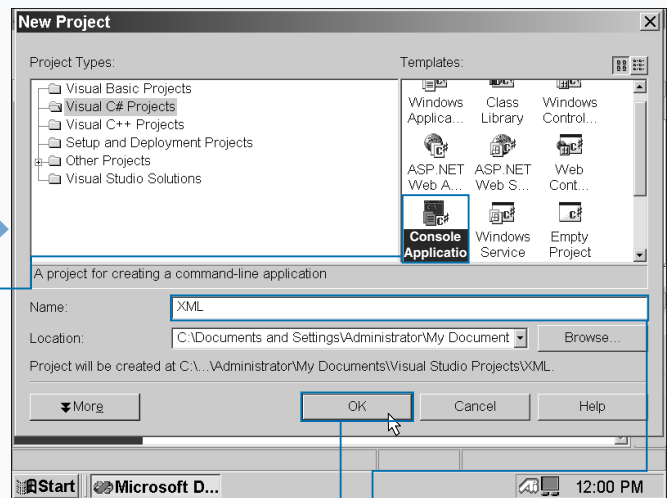 New Project
Project Types:
Templates:
Visual Basic Projects
Visual C# Projects
Visual C++ Projects
Setup and Deployment Projects
Other Projects
Visual Studio Solutions
Windows Applica...
Class Library
Windows Control...
ASP.NET Web A...
ASP.NET Web S...
Web Cont...
Console Applicatio
Windows Service
Empty Project
A project for creating a command-line application
Name:
XML
Location:
C:\Documents and Settings\Administrator\My Document
Browse...
Project will be created at C:\...\Administrator\My Documents\Visual Studio Projects\XML.
More
OK
Cancel
Help
Start
Microsoft D...
12:00 PM